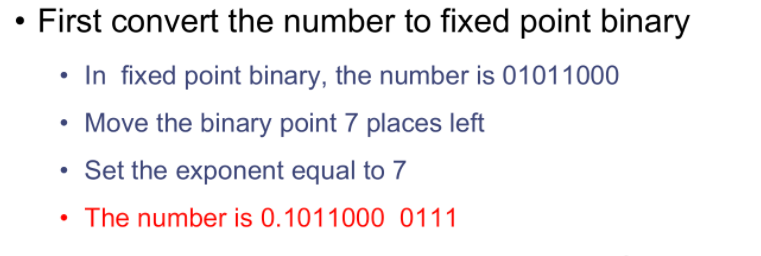 • First convert the number to fixed point binary
• In fixed point binary, the number is 01011000
• Move the binary point 7 places left
• Set the exponent equal to 7
• The number is 0.1011000 0111